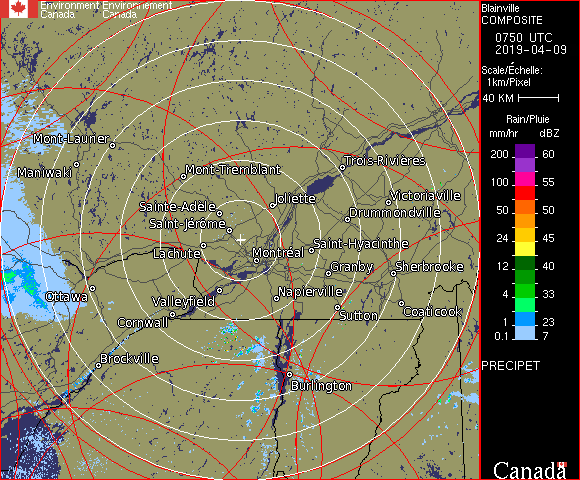 Environment Environnement
Canada Canada
Blainville
COMPOSITE
0750 UTC
2019-04-09
Scale/Échelle:
1km/Pixel
40 KM
Rain/Pluie
mm/hr dBZ
200 60
100 55
50 50
24 45
12 40
4 33
1 23
0.1 7
PRECIPET
Mont-Laurier
Maniwaki
Mont-Tremblant
Trois-Rivières
Joliette
Victoriaville
Sainte-Adèle
Drummondville
Saint-Jérôme
Saint-Hyacinthe
Lachute
Montréal
Granby
Sherbrooke
Ottawa
Napierville
Valleyfield
Coaticook
Sutton
Cornwall
Brockville
Burlington
Canada